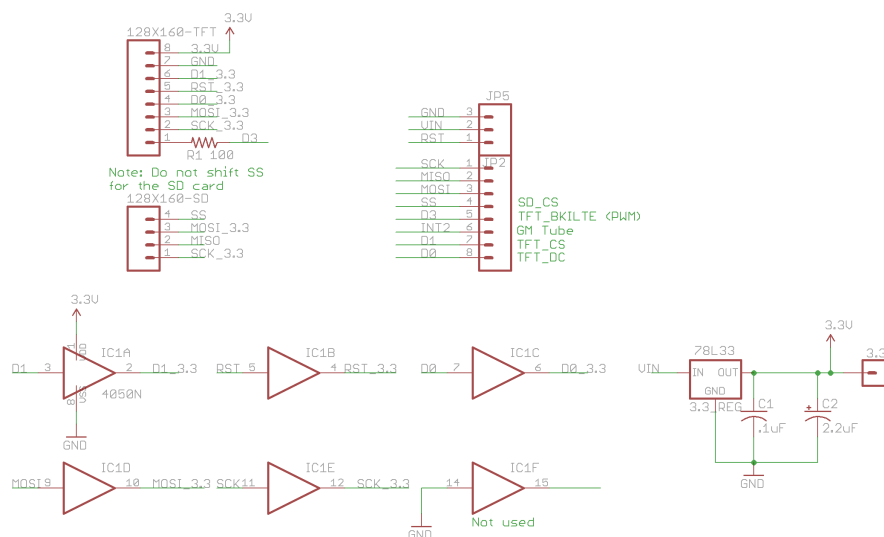 3.3V
128X160-TFT
8 3.3V
7 GND
6 D1_3.3
5 RST_3.3
4 D0_3.3
3 MOSI_3.3
2 SCK_3.3
1 D3
R1 100
Note: Do not shift SS
for the SD card
128X160-SD
4 SS
3 MOSI_3.3
2 MISO
1 SCK_3.3
JP5
GND 3
VIN 2
RST 1
JP2
SCK 1
MISO 2
MOSI 3
SS 4 SD_CS
D3 5 TFT_BKILTE (PWM)
INT2 6 GM Tube
D1 7 TFT_CS
D0 8 TFT_DC
3.3V
D1 3 1 VDD IC1A 2 D1_3.3
8 VSS 4050N
GND
RST 5 IC1B 4 RST_3.3
D0 7 IC1C 6 D0_3.3
3.3V
78L33
VIN IN OUT
GND
3.3_REG
C1
.1uF
C2
2.2uF
3.3
GND
MOSI 9 IC1D 10 MOSI_3.3
SCK 11 IC1E 12 SCK_3.3
14 IC1F 15
GND
Not used